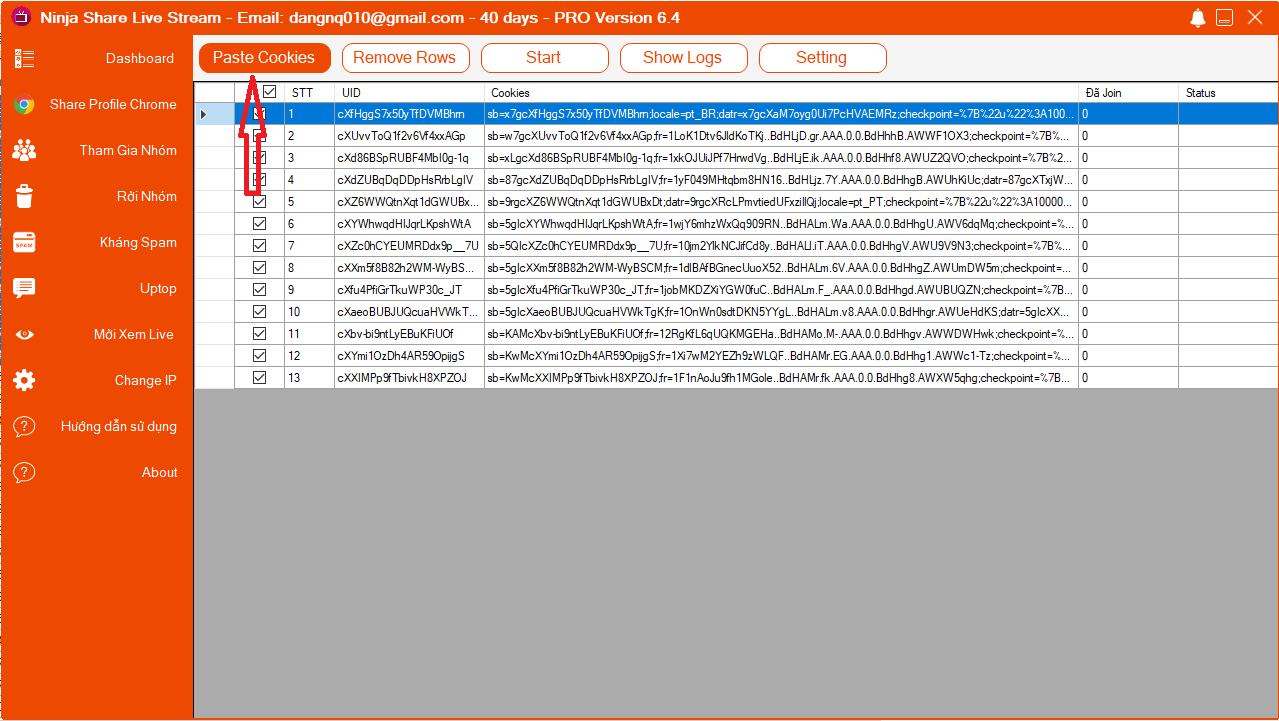 Ninja Share Live Stream - Email: dangnq010@gmail.com - 40 days - PRO Version 6.4
Dashboard
Share Profile Chrome
Tham Gia Nhóm
Rời Nhóm
Kháng Spam
SPAM
Uptop
Mời Xem Live
Change IP
Hướng dẫn sử dụng
About
Paste Cookies Remove Rows Start Show Logs Setting
STT UID Cookies Đã Join Status
1 cXfHggS7x50yTfDVMBhm sb=x7gcXfHggS7x50yTfDVMBhm;locale=pt_BR;datr=x7gcXaM7oyg0Ui7PcHVAEMRz;checkpoint=%7B%22u%22%3A100... 0
2 cXUvvToQ1f2v6Vf4xxAGp sb=w7gcXUvvToQ1f2v6Vf4xxAGp;fr=1LoK1Dtv6JldKoTKj..BdHLjD.gr.AAA.0.0.BdHhhB.AWWF1OX3;checkpoint=%7B%... 0
3 cXd86BSpRUBF4MbI0g-1q sb=xLgcXd86BSpRUBF4MbI0g-1q;fr=1xkOJUiJPf7HrwdVg..BdHLjE.ik.AAA.0.0.BdHhf8.AWUZ2QVO;checkpoint=%7B%2... 0
4 cXdZUBqDqDDpHsRrbLgIV sb=87gcXdZUBqDqDDpHsRrbLgIV;fr=1yF049MHtqbm8HN16..BdHLjz.7Y.AAA.0.0.BdHhgB.AWUhKiUc;datr=87gcXTxjW... 0
5 cXZ6WWQtnXqt1dGWUBx... sb=9rgcXZ6WWQtnXqt1dGWUBxDt;datr=9rgcXRcLPmvtiedUFxzillQj;locale=pt_PT;checkpoint=%7B%22u%22%3A10000... 0
6 cXYWhwqdHIJqrLKpshWtA sb=5gIcXYWhwqdHIJqrLKpshWtA;fr=1wjY6mhzWxQq909RN..BdHALm.Wa.AAA.0.0.BdHhgU.AWV6dqMq;checkpoint=%... 0
7 cXZc0hCYEUMRDdx9p__7U sb=5QIcXZc0hCYEUMRDdx9p__7U;fr=10jm2YlkNCJifCd8y..BdHALl.iT.AAA.0.0.BdHhgV.AWU9V9N3;checkpoint=%7B%... 0
8 cXXm5f8B82h2WM-WyBS... sb=5gIcXXm5f8B82h2WM-WyBSCM;fr=1dlBAfBGnecUuoX52..BdHALm.6V.AAA.0.0.BdHhgZ.AWUmDW5m;checkpoint=... 0
9 cXfu4PfiGrTkuWP30c_JT sb=5gIcXfu4PfiGrTkuWP30c_JT;fr=1jobMKDZXiYGW0fuC..BdHALm.F_.AAA.0.0.BdHhgd.AWUBUQZN;checkpoint=%7B... 0
10 cXaeoBUBJUQcuaHVWkT... sb=5gIcXaeoBUBJUQcuaHVWkTgK;fr=1OnWn0sdtDKN5YYgL..BdHALm.v8.AAA.0.0.BdHhgr.AWUeHdKS;datr=5gIcXX... 0
11 cXbv-bi9ntLyEBuKFiUOf sb=KAMcXbv-bi9ntLyEBuKFiUOf;fr=12RgKfL6qUQKMGEHa..BdHAMo.M-.AAA.0.0.BdHhgv.AWWDWHwk;checkpoint=%... 0
12 cXYmi1OzDh4AR59OpijgS sb=KwMcXYmi1OzDh4AR59OpijgS;fr=1Xi7wM2YEZh9zWLQF..BdHAMr.EG.AAA.0.0.BdHhg1.AWWc1-Tz;checkpoint=%... 0
13 cXXIMPp9fTbivkH8XPZOJ sb=KwMcXXIMPp9fTbivkH8XPZOJ;fr=1F1nAoJu9fh1MGole..BdHAMr.fk.AAA.0.0.BdHhg8.AWXW5qhg;checkpoint=%7B... 0